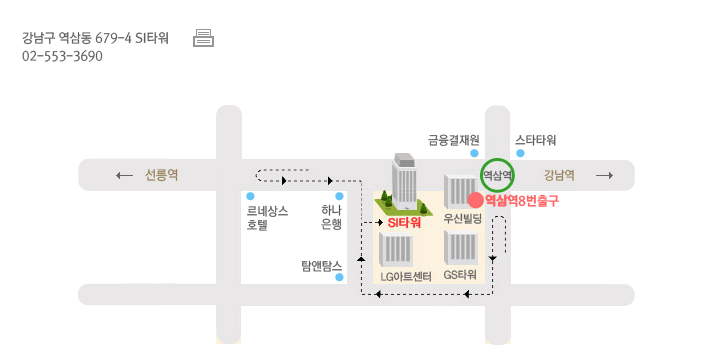 강남구 역삼동 679-4 SI타워
02-553-3690
금융결재원
스타타워
선릉역
역삼역
강남역
역삼역8번출구
르네상스
호텔
하나
은행
SI타워
우신빌딩
탐앤탐스
LG아트센터
GS타워